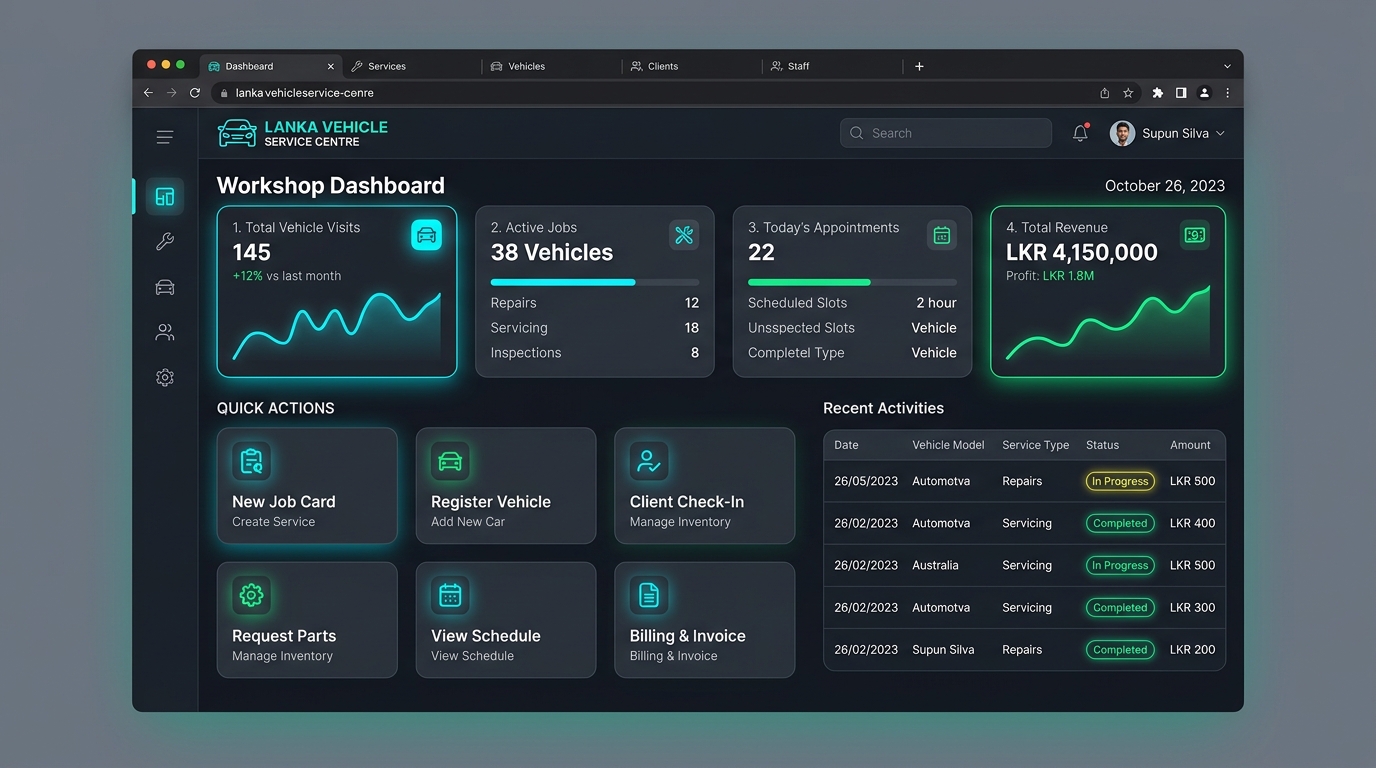 Dashboard
Services
Vehicles
Clients
Staff
lankavehicleservice-cenre
LANKA VEHICLE
SERVICE CENTRE
Search
Supun Silva
Workshop Dashboard
October 26, 2023
1. Total Vehicle Visits
145
+12% vs last month
2. Active Jobs
38 Vehicles
Repairs 12
Servicing 18
Inspections 8
3. Today's Appointments
22
Scheduled Slots 2 hour
Unsspected Slots Vehicle
Completel Type Vehicle
4. Total Revenue
LKR 4,150,000
Profit: LKR 1.8M
QUICK ACTIONS
New Job Card
Create Service
Register Vehicle
Add New Car
Client Check-In
Manage Inventory
Request Parts
Manage Inventory
View Schedule
View Schedule
Billing & Invoice
Billing & Invoice
Recent Activities
Date Vehicle Model Service Type Status Amount
26/05/2023 Automotva Repairs In Progress LKR 500
26/02/2023 Automotva Servicing Completed LKR 400
26/02/2023 Australia Servicing In Progress LKR 500
26/02/2023 Automotva Servicing Completed LKR 300
26/02/2023 Supun Silva Repairs Completed LKR 200